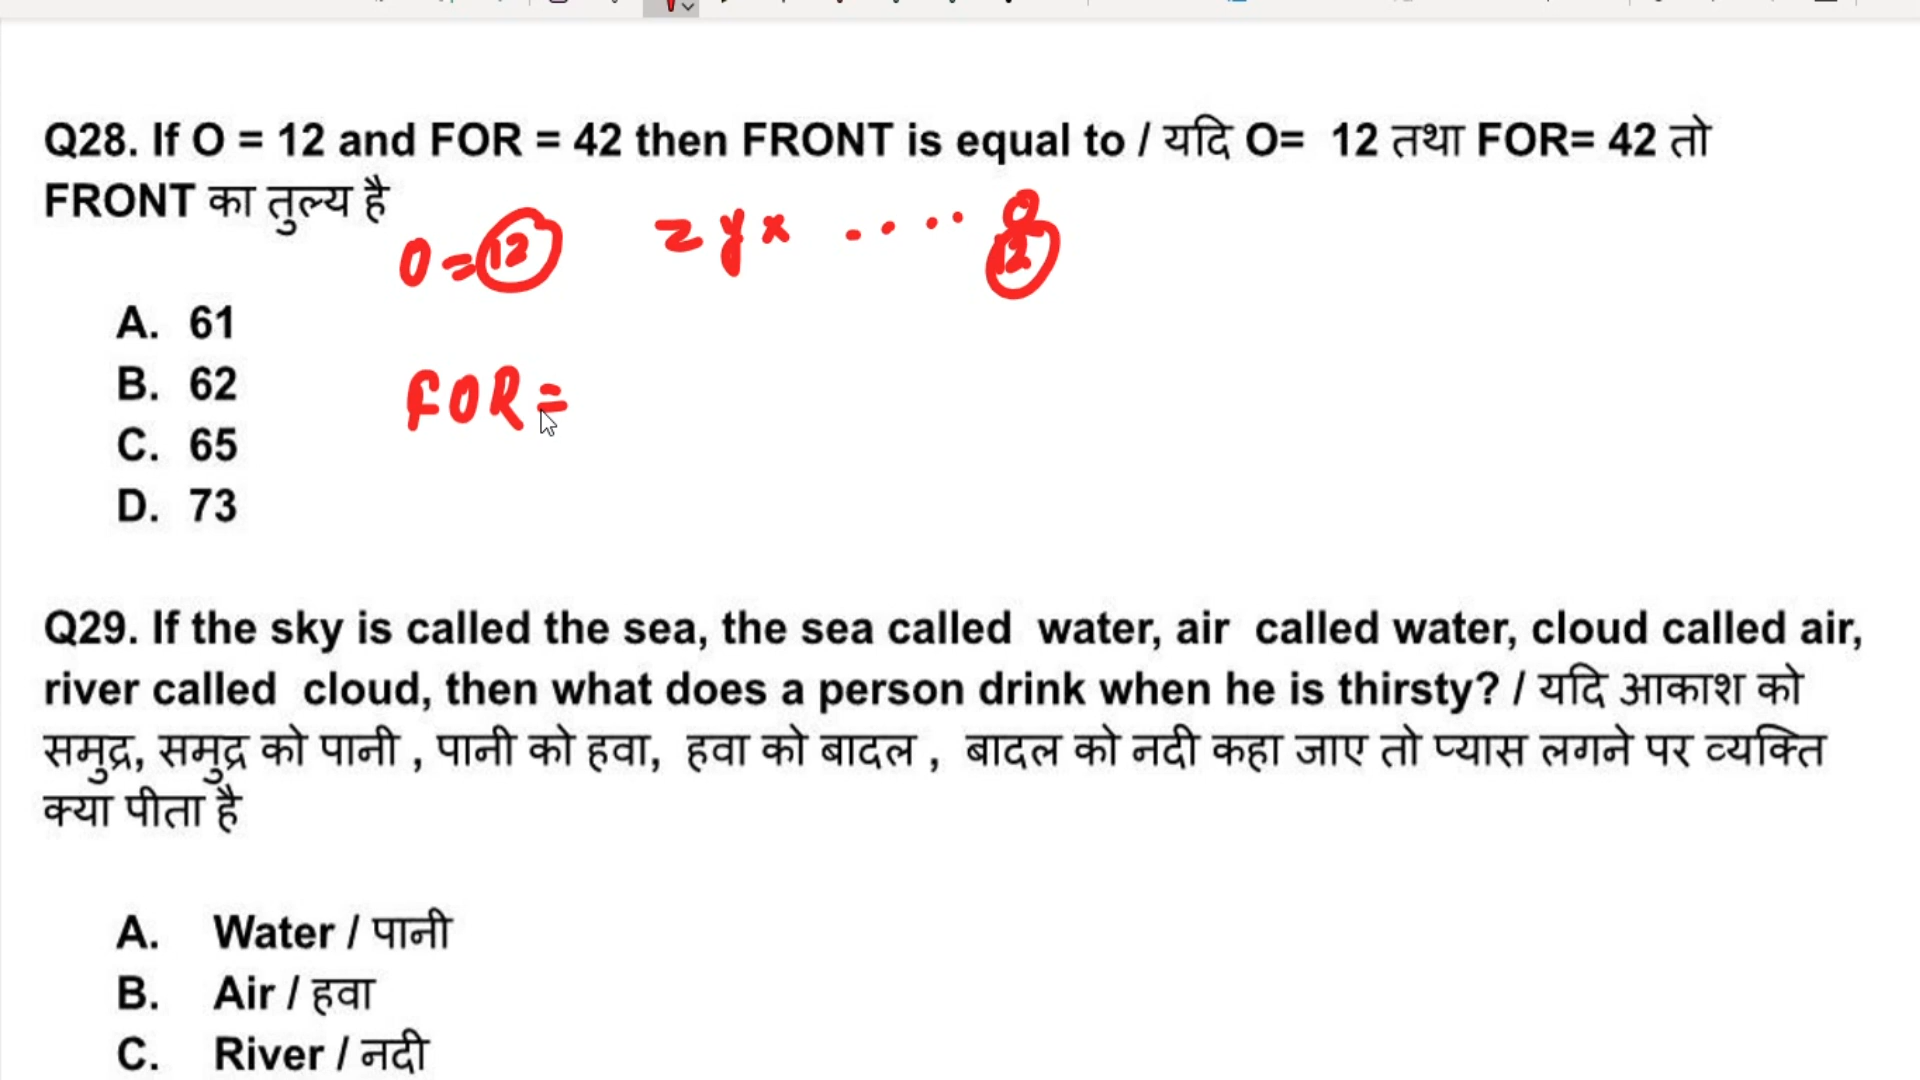 Q28. If O = 12 and FOR = 42 then FRONT is equal to / यदि O= 12 तथा FOR= 42 तो
FRONT का तुल्य है
O = 12 z y x .... O
12
A. 61
B. 62
FOR =
C. 65
D. 73
Q29. If the sky is called the sea, the sea called water, air called water, cloud called air,
river called cloud, then what does a person drink when he is thirsty? / यदि आकाश को
समुद्र, समुद्र को पानी , पानी को हवा, हवा को बादल , बादल को नदी कहा जाए तो प्यास लगने पर व्यक्ति
क्या पीता है
A. Water / पानी
B. Air / हवा
C. River / नदी